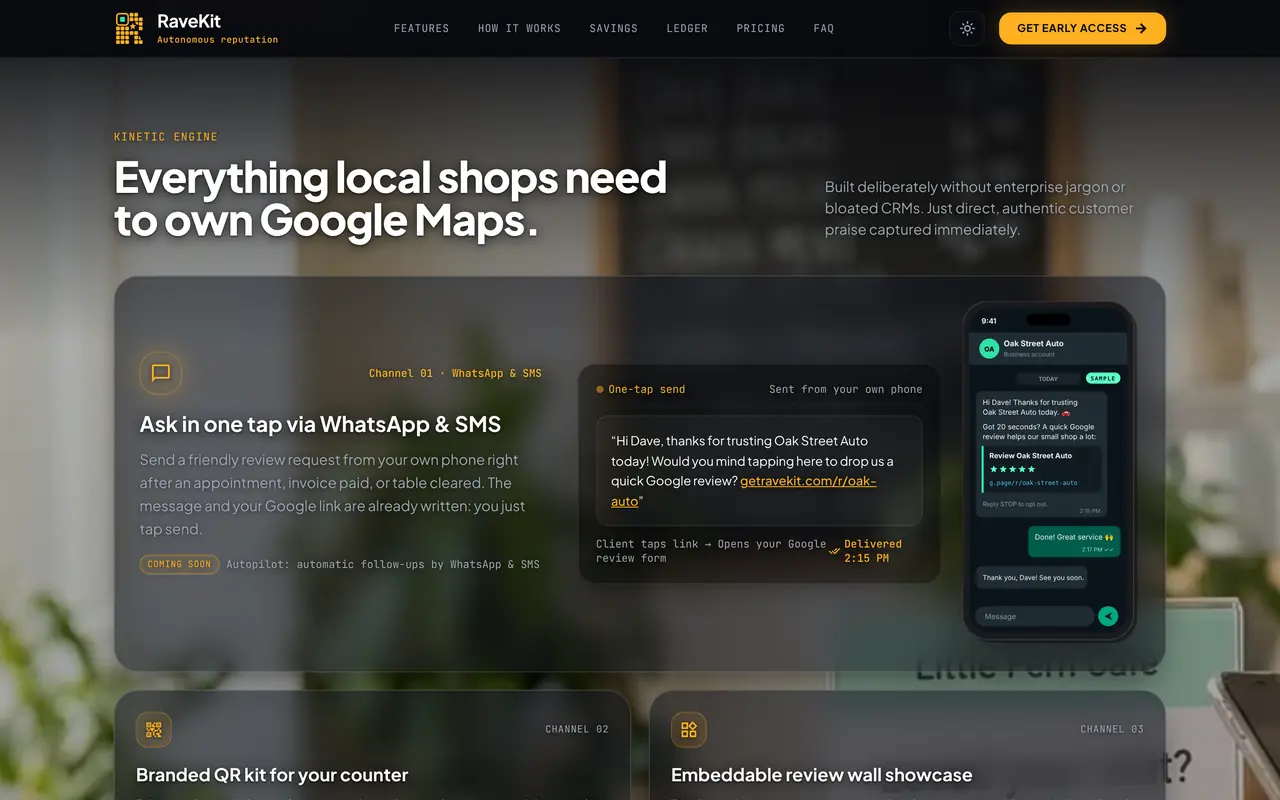 RaveKit
Autonomous reputation
FEATURES
HOW IT WORKS
SAVINGS
LEDGER
PRICING
FAQ
GET EARLY ACCESS →
KINETIC ENGINE
Everything local shops need
to own Google Maps.
Built deliberately without enterprise jargon or
bloated CRMs. Just direct, authentic customer
praise captured immediately.
Channel 01 · WhatsApp & SMS
Ask in one tap via WhatsApp & SMS
Send a friendly review request from your own phone right
after an appointment, invoice paid, or table cleared. The
message and your Google link are already written: you just
tap send.
COMING SOON
Autopilot: automatic follow-ups by WhatsApp & SMS
One-tap send
Sent from your own phone
“Hi Dave, thanks for trusting Oak Street Auto
today! Would you mind tapping here to drop us a
quick Google review? getravekit.com/r/oak-
auto”
Client taps link → Opens your Google
review form
Delivered
2:15 PM
9:41
OA
Oak Street Auto
Business account
TODAY
SAMPLE
Hi Dave! Thanks for trusting
Oak Street Auto today. 🚗
Got 20 seconds? A quick Google
review helps our small shop a lot:
Review Oak Street Auto
★★★★★
g.page/r/oak-street-auto
Reply STOP to opt out.
2:15 PM
Done! Great service 🙌
2:17 PM ✓✓
Thank you, Dave! See you soon.
Message
Little Fern Cafe
CHANNEL 02
Branded QR kit for your counter
CHANNEL 03
Embeddable review wall showcase